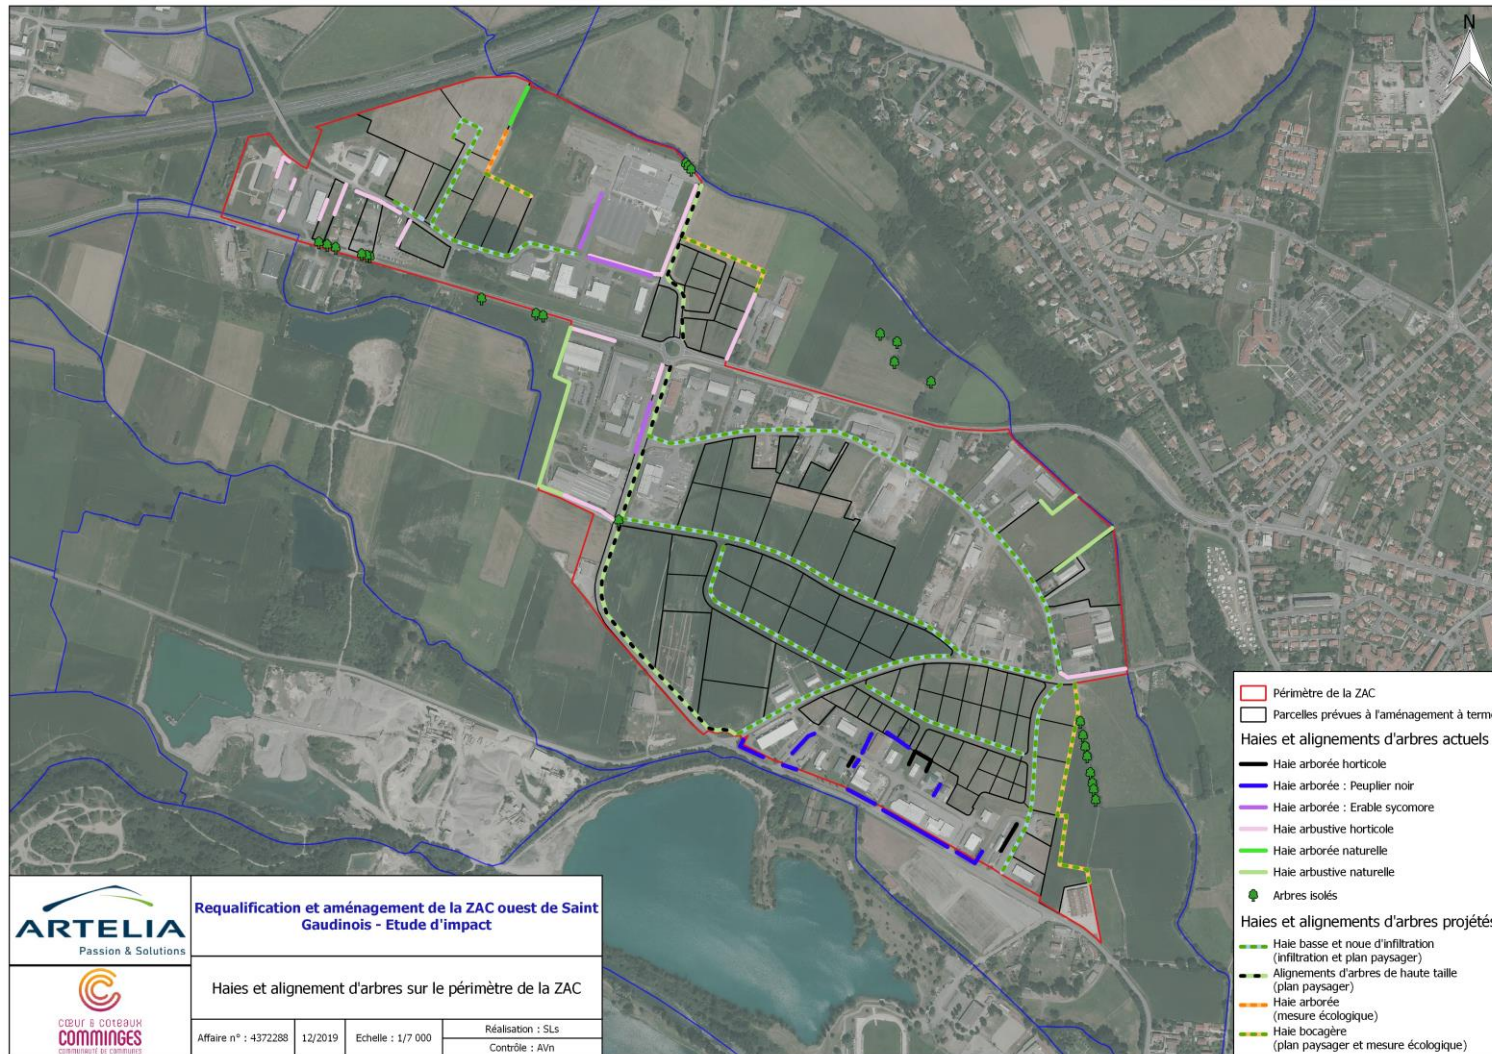 N
Périmètre de la ZAC
Parcelles prévues à l'aménagement à term
Haies et alignements d'arbres actuels
Haie arborée horticole
Haie arborée : Peuplier noir
Haie arborée : Erable sycomore
Haie arbustive horticole
Haie arborée naturelle
Haie arbustive naturelle
Arbres isolés
Haies et alignements d'arbres projétés
Haie basse et noue d'infiltration
(infiltration et plan paysager)
Alignements d'arbres de haute taille
(plan paysager)
Haie arborée
(mesure écologique)
Haie bocagère
(plan paysager et mesure écologique)
ARTELIA
Passion & Solutions
Requalification et aménagement de la ZAC ouest de Saint
Gaudinois - Etude d'impact
Haies et alignement d'arbres sur le périmètre de la ZAC
cœur & coteaux
COMMINGES
COMMUNAUTÉ DE COMMUNES
Affaire n° : 4372288
12/2019
Echelle : 1/7 000
Réalisation : SLs
Contrôle : AVn